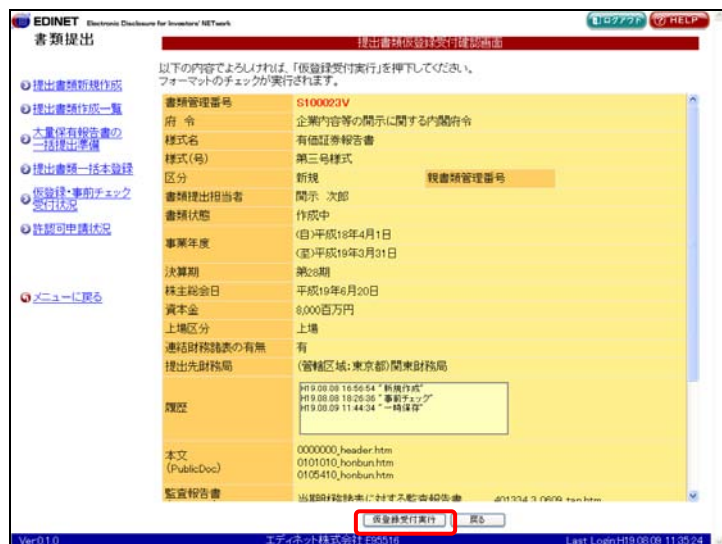 EDINET Electronic Disclosure for Investors' NETwork
ログアウト
HELP
書類提出
提出書類仮登録受付確認画面
以下の内容でよろしければ、「仮登録受付実行」を押下してください。
フォーマットのチェックが実行されます。
提出書類新規作成
提出書類作成一覧
大量保有報告書の
一括提出準備
提出書類一括本登録
仮登録・事前チェック
受付状況
許認可申請状況
メニューに戻る
書類管理番号 S100023V
府 令 企業内容等の開示に関する内閣府令
様式名 有価証券報告書
様式(号) 第三号様式
区分 新規 親書類管理番号
書類提出担当者 開示 次郎
書類状態 作成中
事業年度 (自)平成18年4月1日
(至)平成19年3月31日
決算期 第28期
株主総会日 平成19年6月20日
資本金 8,000百万円
上場区分 上場
連結財務諸表の有無 有
提出先財務局 (管轄区域:東京都)関東財務局
履歴
H19.08.08 16:56:54 "新規作成"
H19.08.08 18:26:36 "事前チェック"
H19.08.09 11:44:34 "一時保存"
本文
(PublicDoc)
0000000_header.htm
0101010_honbun.htm
0105410_honbun.htm
監査報告書 当期財務諸表に対する監査報告書
仮登録受付実行 戻る
Ver.0.1.0 エディネット株式会社 E95516 Last Login:H19.08.09 11:35:24